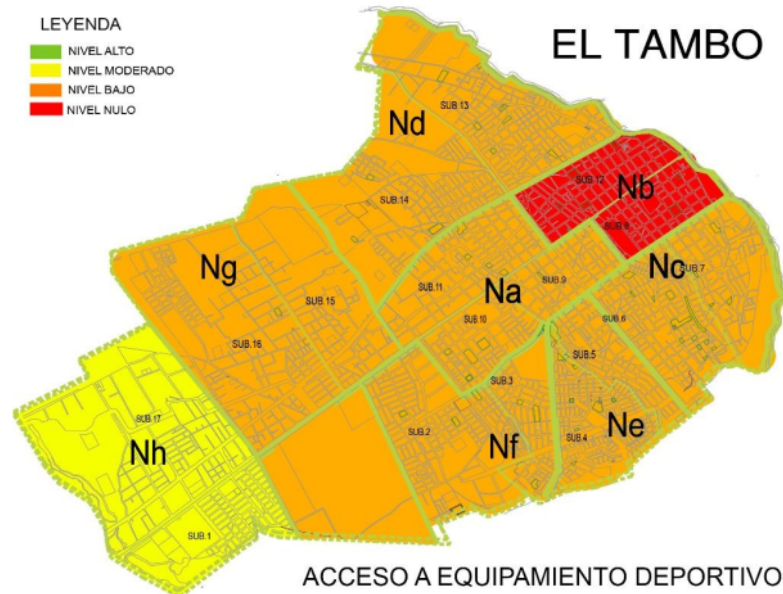 LEYENDA
NIVEL ALTO
NIVEL MODERADO
NIVEL BAJO
NIVEL NULO
EL TAMBO
SUB.13
Nd
SUB.12
Nb
SUB.8
SUB.14
Ng
SUB.15
SUB.11
Na
SUB.9
Nc
SUB.7
SUB.10
SUB.6
SUB.16
SUB.5
SUB.3
SUB.17
Nh
SUB.2
Nf
SUB.4
Ne
SUB.1
ACCESO A EQUIPAMIENTO DEPORTIVO